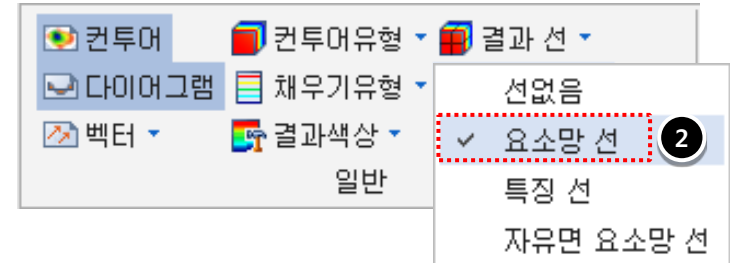 컨투어 컨투어유형 결과 선
다이어그램 채우기유형
벡터 결과색상
일반
선없음
요소망 선 2
특징 선
자유면 요소망 선